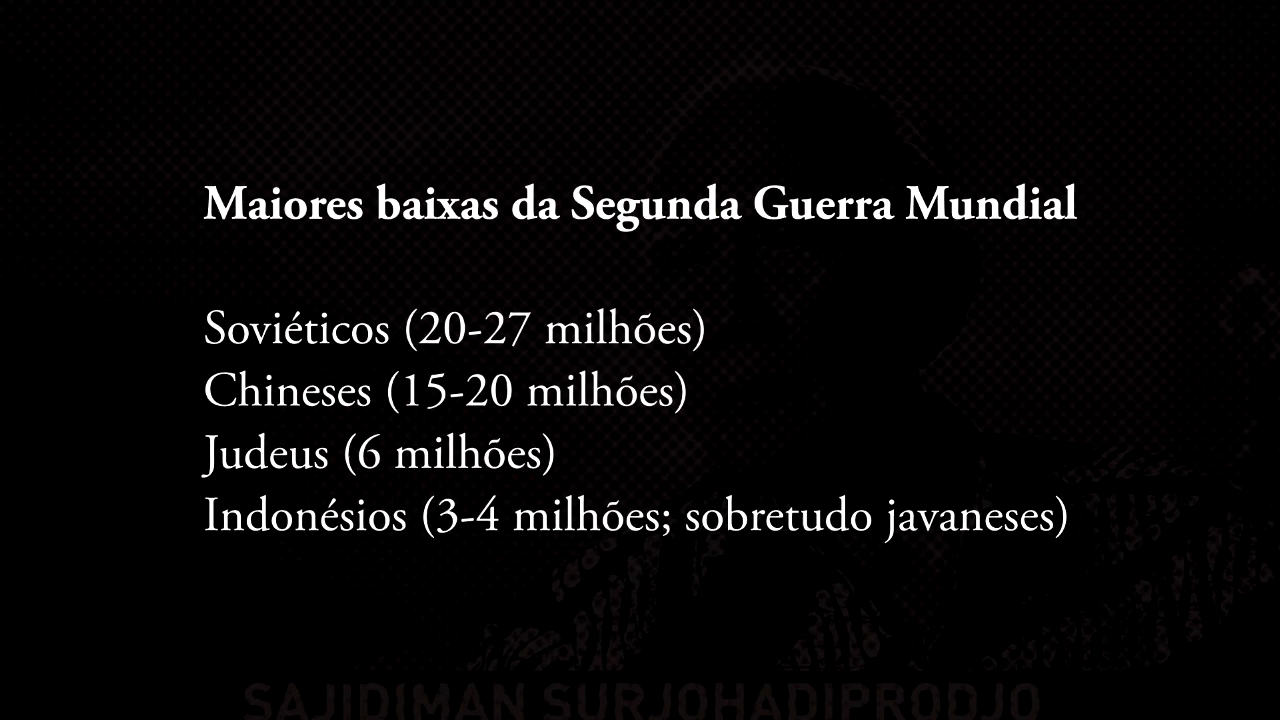 Maiores baixas da Segunda Guerra Mundial
Soviéticos (20-27 milhões)
Chineses (15-20 milhões)
Judeus (6 milhões)
Indonésios (3-4 milhões; sobretudo javaneses)
SAJIDIMAN SURJOHADIPRODJO